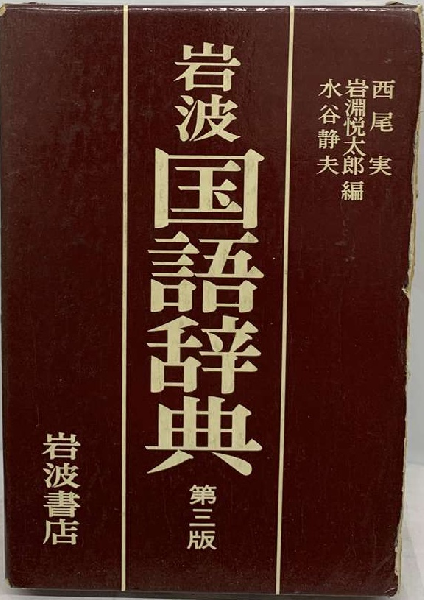 西尾実
岩淵悦太郎 編
水谷静夫
岩波
国語辞典
第三版
岩波書店